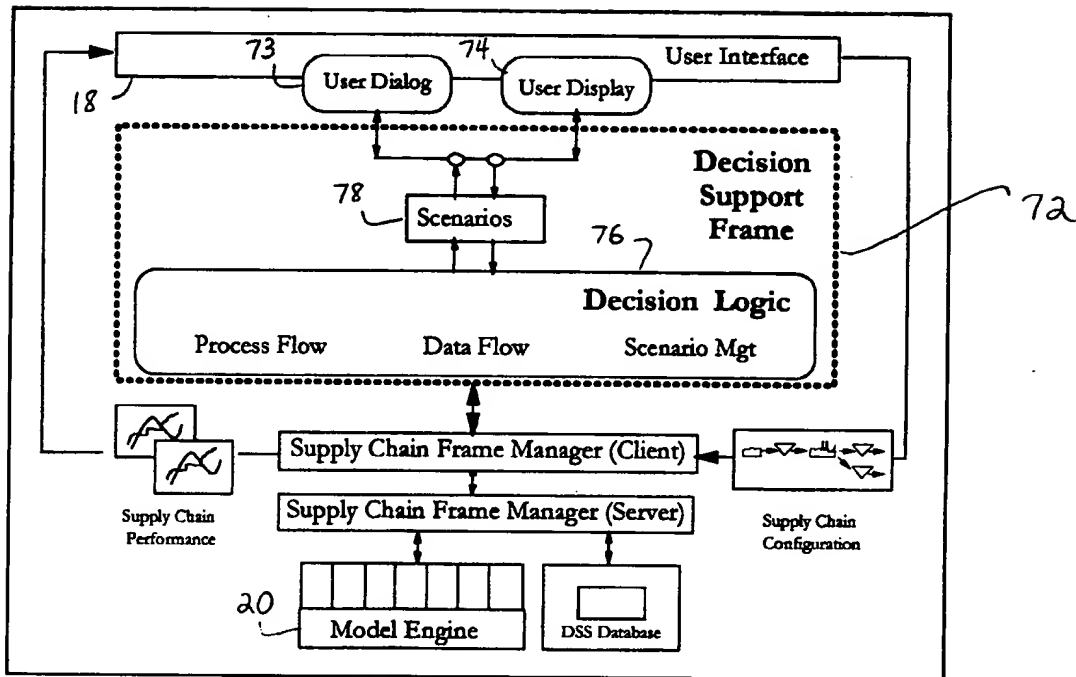 73
74
User Interface
18
User Dialog
User Display
Decision
Support
Frame
72
78
Scenarios
76
Decision Logic
Process Flow
Data Flow
Scenario Mgt
Supply Chain Frame Manager (Client)
Supply Chain Frame Manager (Server)
Supply Chain
Performance
Supply Chain
Configuration
20
Model Engine
DSS Database